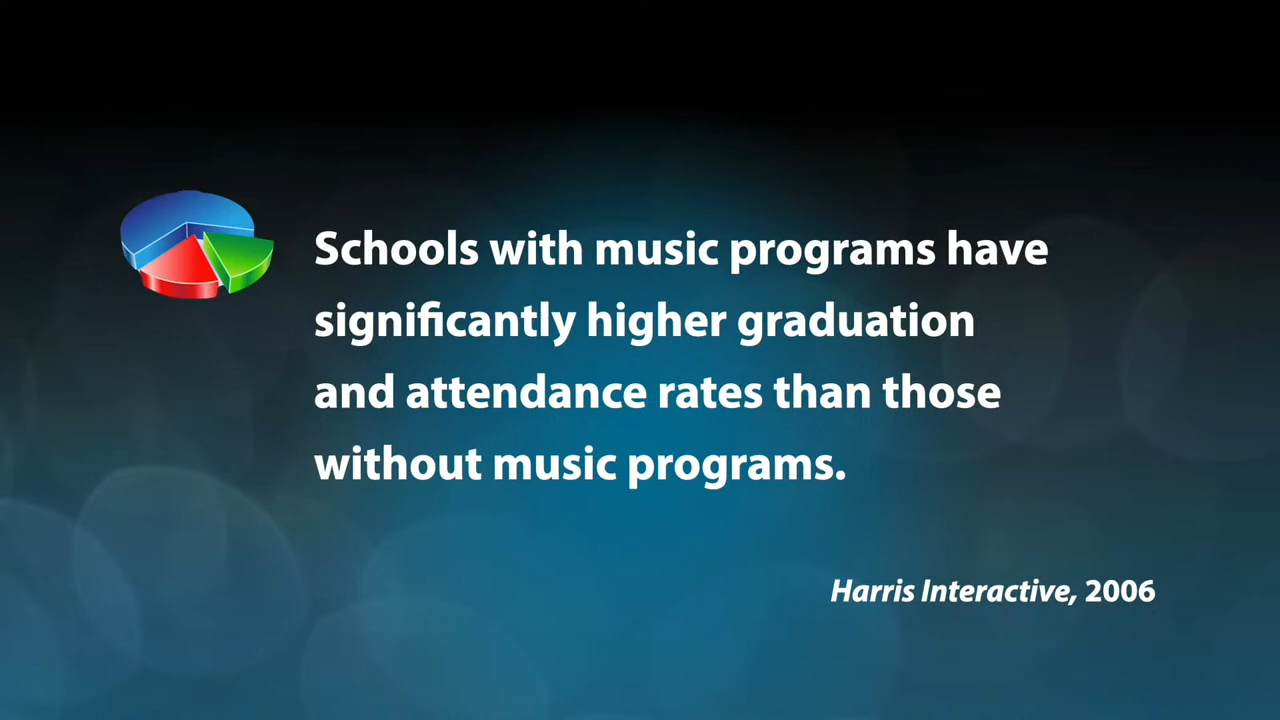 Schools with music programs have
significantly higher graduation
and attendance rates than those
without music programs.
Harris Interactive, 2006